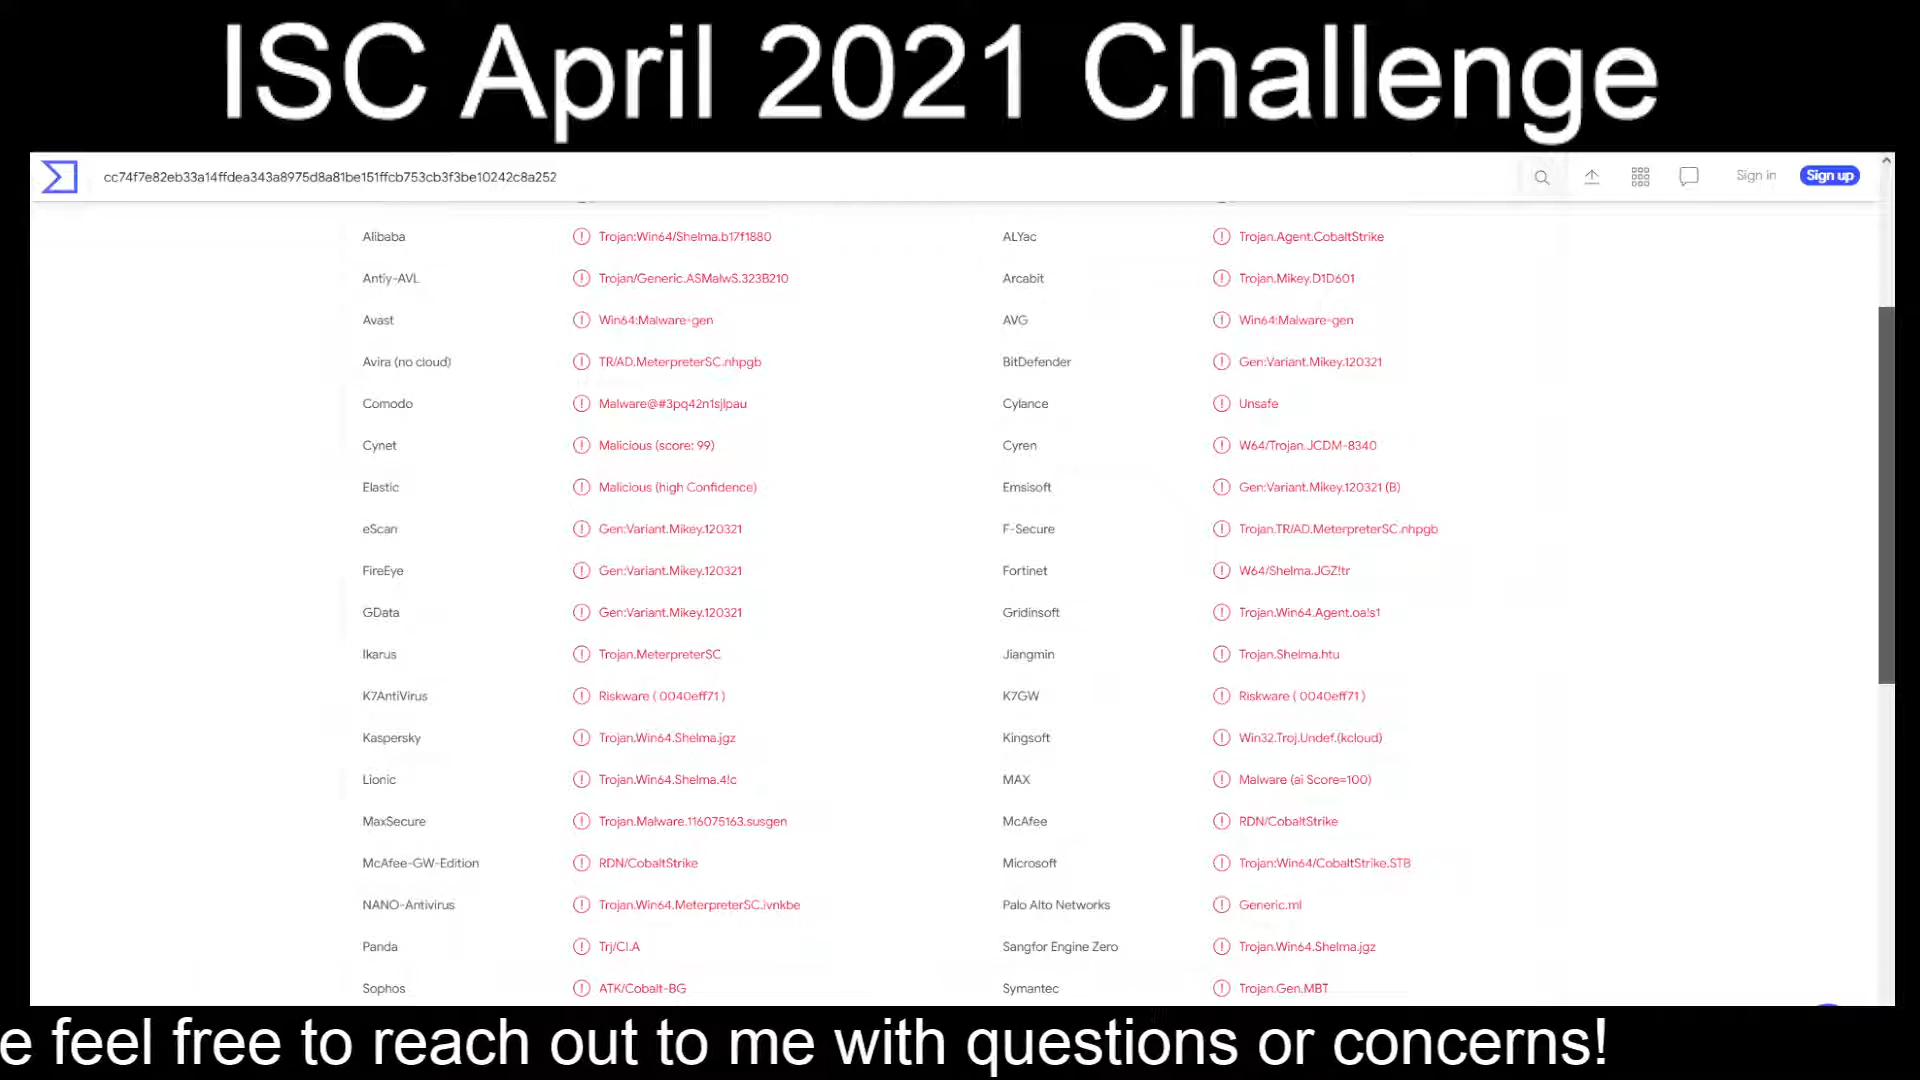 ISC April 2021 Challenge
cc74f7e82eb33a14ffdea343a8975d8a81be151ffcb753cb3f3be10242c8a252 Sign in Sign up
Alibaba Trojan:Win64/Shelma.b17f1880 ALYac Trojan.Agent.CobaltStrike
Antiy-AVL Trojan/Generic.ASMalwS.323B210 Arcabit Trojan.Mikey.D1D601
Avast Win64:Malware-gen AVG Win64:Malware-gen
Avira (no cloud) TR/AD.MeterpreterSC.nhpgb BitDefender Gen:Variant.Mikey.120321
Comodo Malware@#3pq42n1sjlpau Cylance Unsafe
Cynet Malicious (score: 99) Cyren W64/Trojan.JCDM-8340
Elastic Malicious (high Confidence) Emsisoft Gen:Variant.Mikey.120321 (B)
eScan Gen:Variant.Mikey.120321 F-Secure Trojan.TR/AD.MeterpreterSC.nhpgb
FireEye Gen:Variant.Mikey.120321 Fortinet W64/Shelma.JGZ!tr
GData Gen:Variant.Mikey.120321 Gridinsoft Trojan.Win64.Agent.oa!s1
Ikarus Trojan.MeterpreterSC Jiangmin Trojan.Shelma.htu
K7AntiVirus Riskware ( 0040eff71 ) K7GW Riskware ( 0040eff71 )
Kaspersky Trojan.Win64.Shelma.jgz Kingsoft Win32.Troj.Undef.(kcloud)
Lionic Trojan.Win64.Shelma.4!c MAX Malware (ai Score=100)
MaxSecure Trojan.Malware.116075163.susgen McAfee RDN/CobaltStrike
McAfee-GW-Edition RDN/CobaltStrike Microsoft Trojan:Win64/CobaltStrike.STB
NANO-Antivirus Trojan.Win64.MeterpreterSC.ivnkbe Palo Alto Networks Generic.ml
Panda Trj/CI.A Sangfor Engine Zero Trojan.Win64.Shelma.jgz
Sophos ATK/Cobalt-BG Symantec Trojan.Gen.MBT
e feel free to reach out to me with questions or concerns!